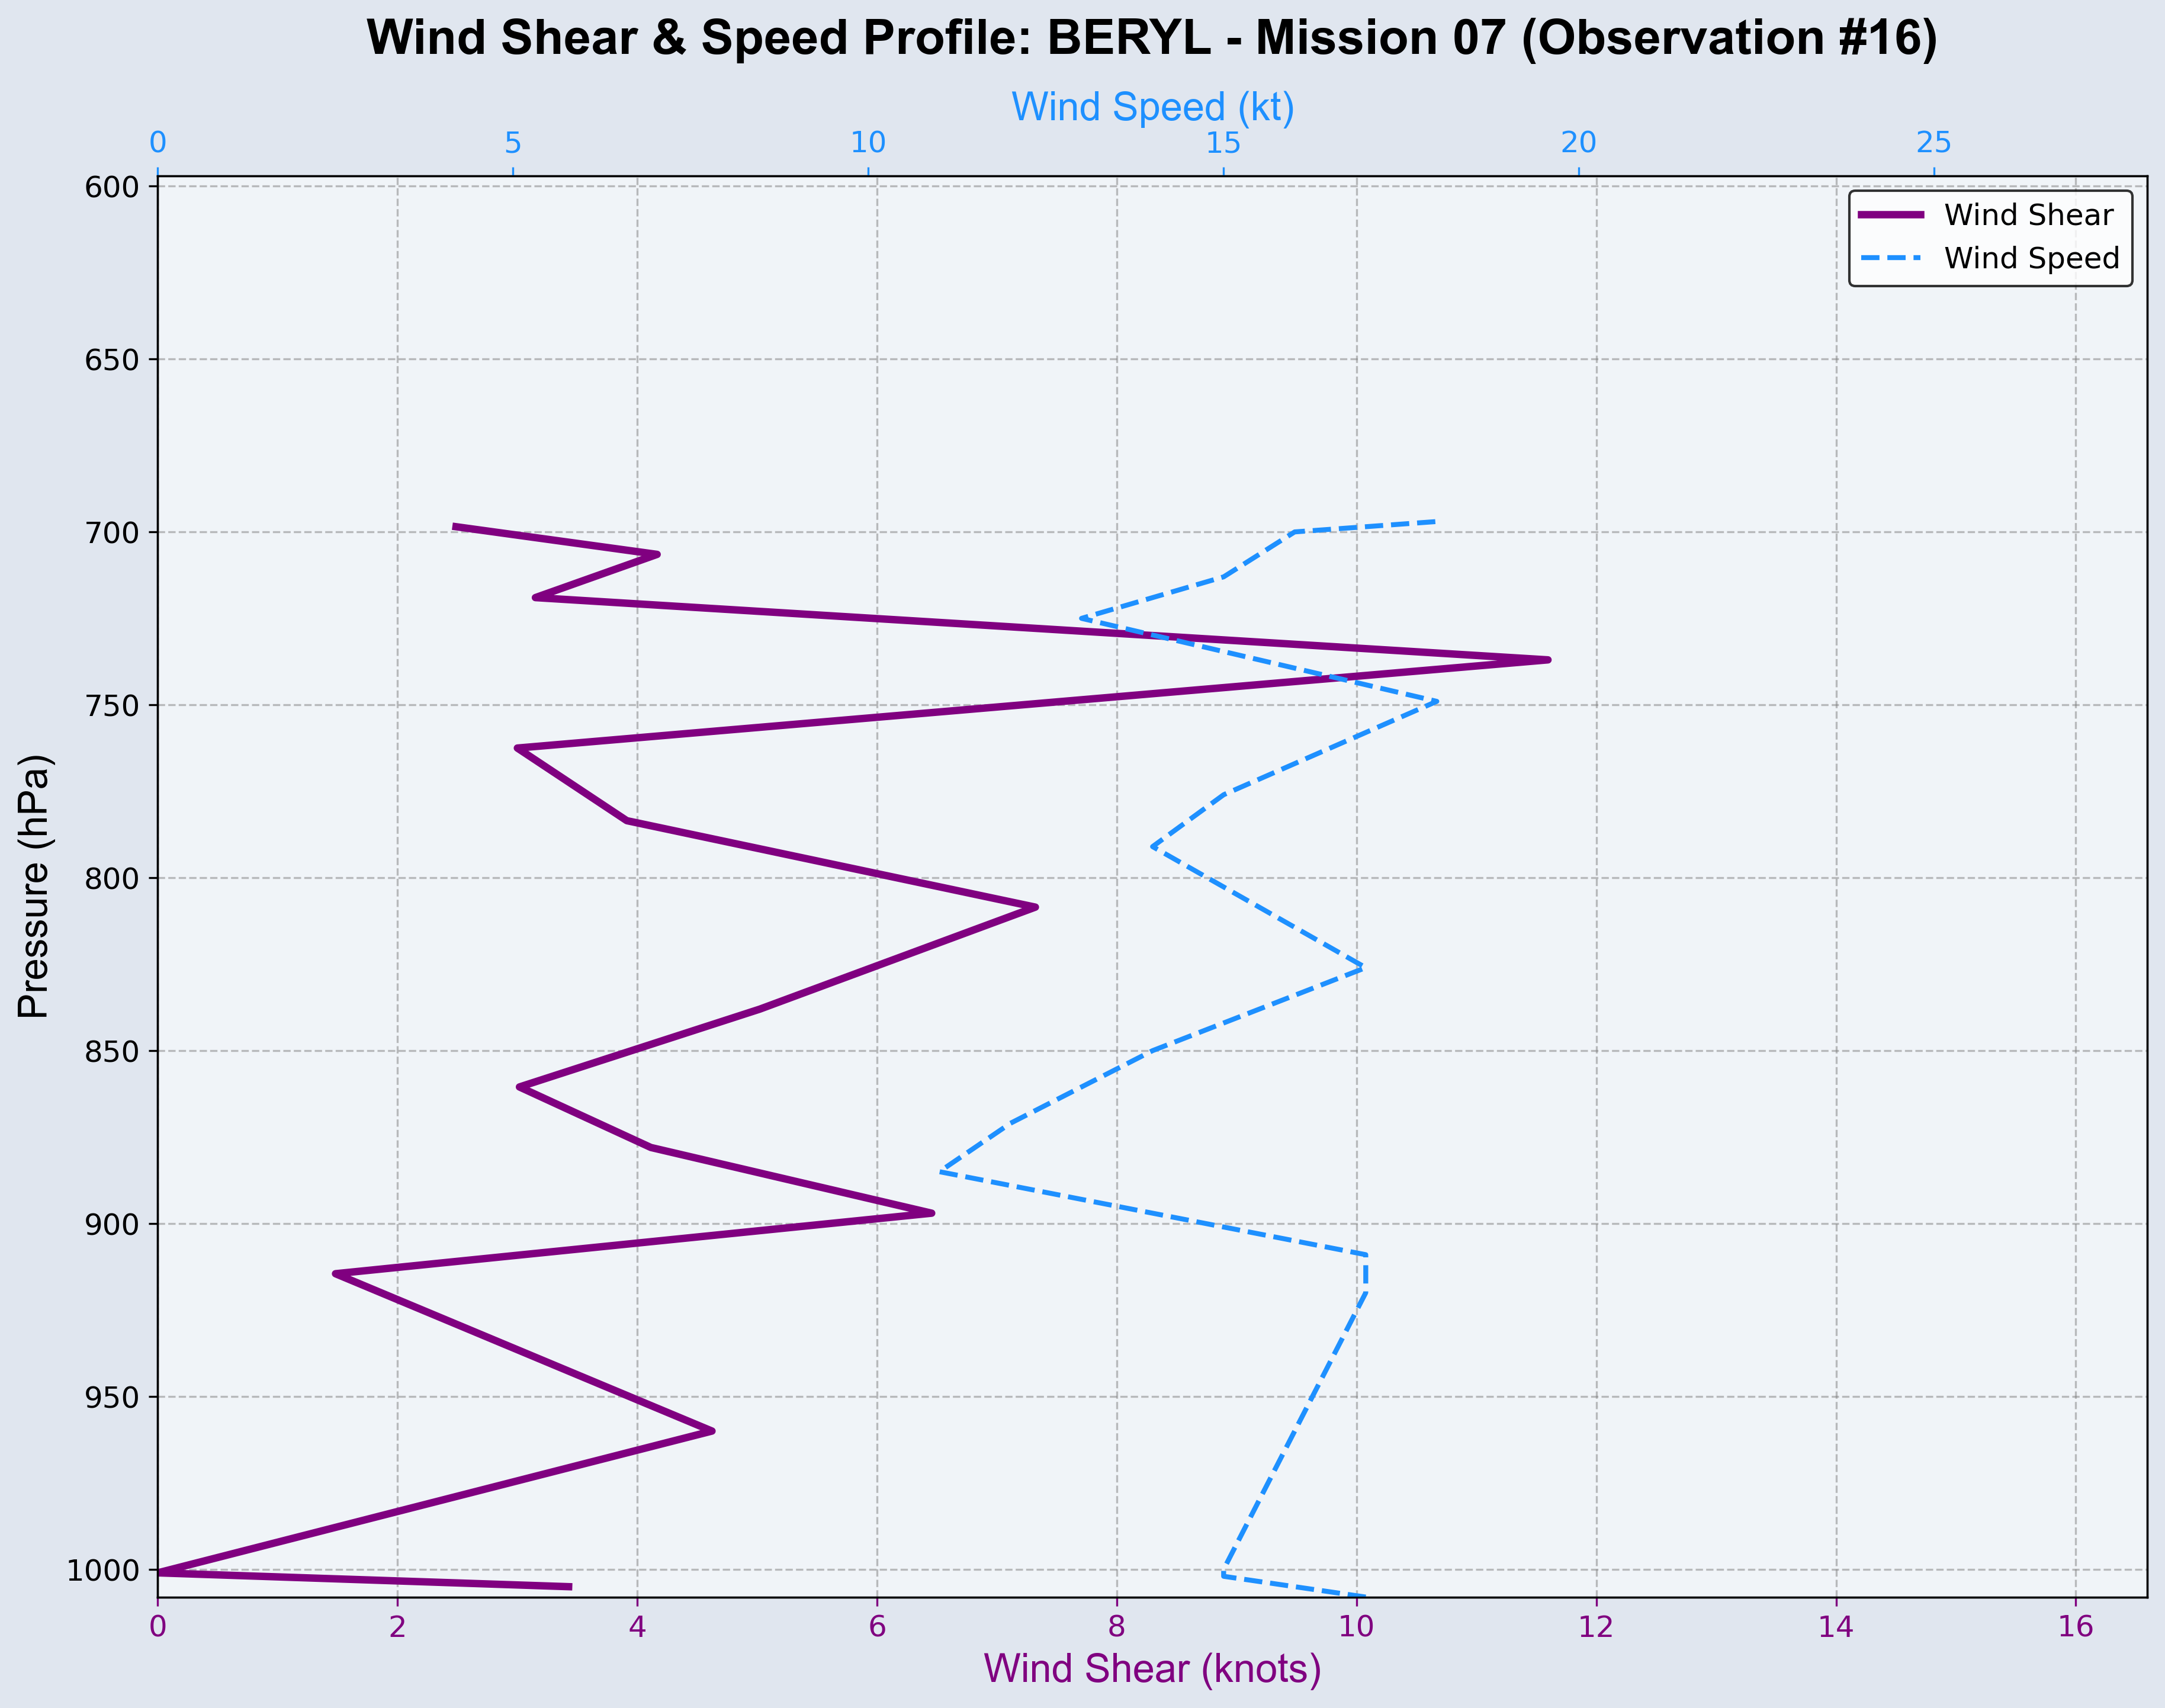 Wind Shear & Speed Profile: BERYL - Mission 07 (Observation #16)
Wind Speed (kt)
0 5 10 15 20 25
Wind Shear
Wind Speed
600
650
700
750
800
850
900
950
1000
Pressure (hPa)
0 2 4 6 8 10 12 14 16
Wind Shear (knots)